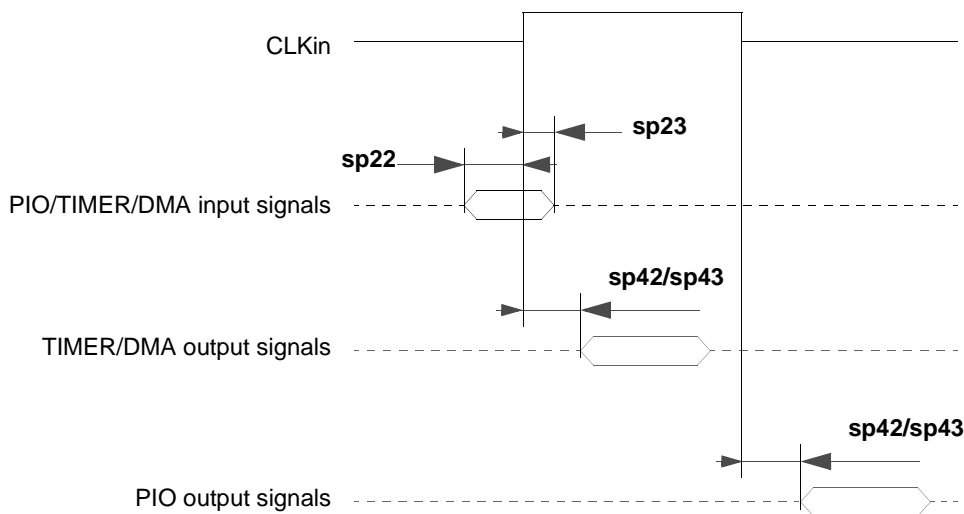 CLKin
sp23
sp22
PIO/TIMER/DMA input signals
sp42/sp43
TIMER/DMA output signals
sp42/sp43
PIO output signals